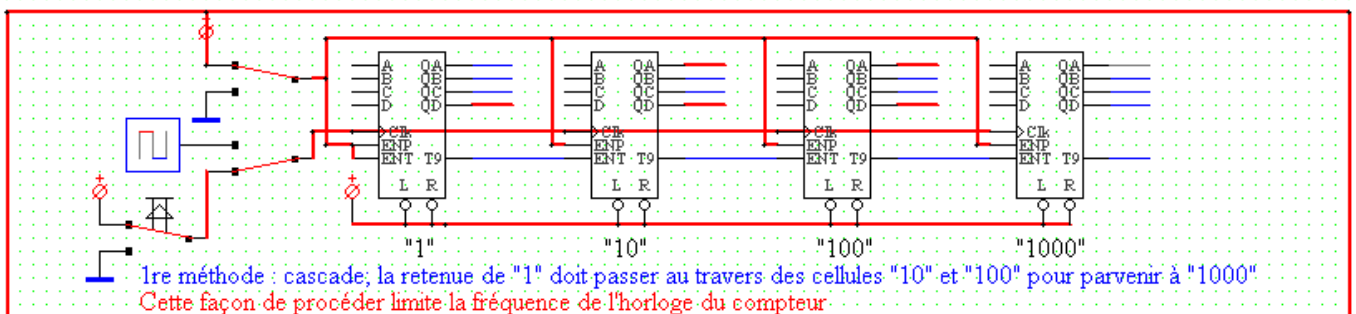 +
A QA A QA A QA A QA
B QB B QB B QB B QB
C QC C QC C QC C QC
D QD D QD D QD D QD
Clk Clk Clk Clk
ENP ENP ENP ENP
ENT T9 ENT T9 ENT T9 ENT T9
+ +
L R L R L R L R
"1" "10" "100" "1000"
1re méthode : cascade; la retenue de "1" doit passer au travers des cellules "10" et "100" pour parvenir à "1000"
Cette façon de procéder limite la fréquence de l'horloge du compteur